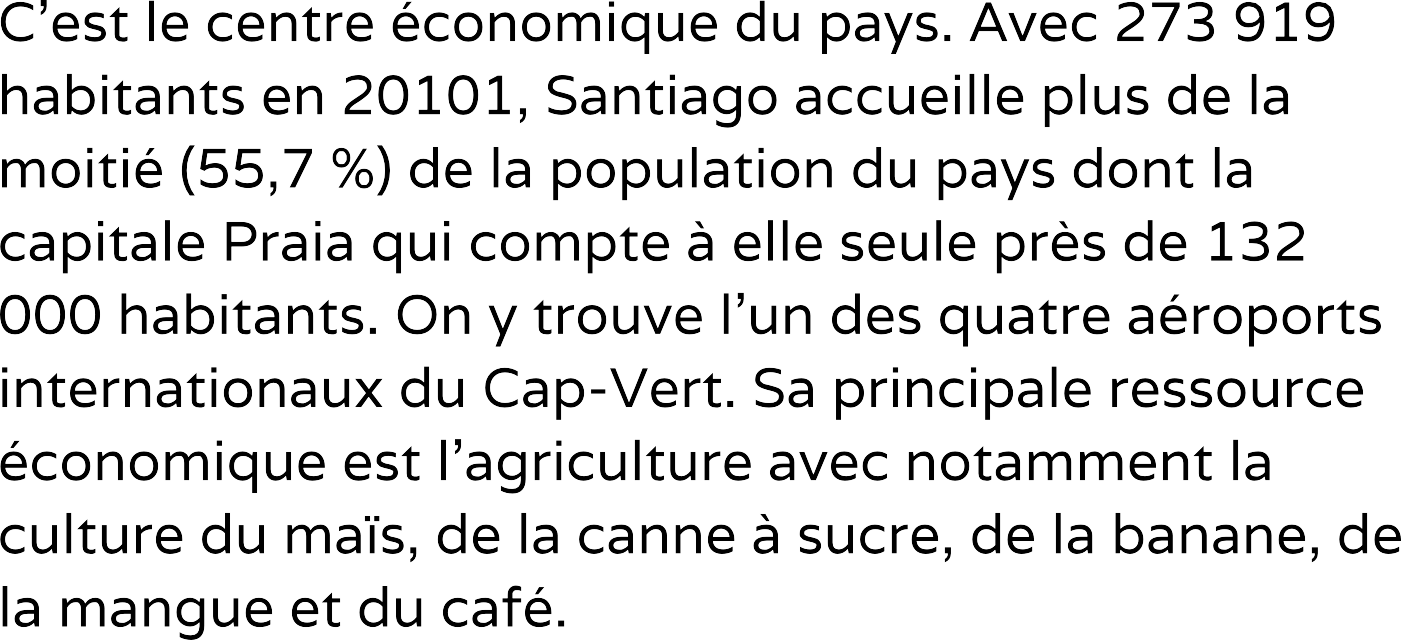 C’est le centre économique du pays. Avec 273 919
habitants en 20101, Santiago accueille plus de la
moitié (55,7 %) de la population du pays dont la
capitale Praia qui compte à elle seule près de 132
000 habitants. On y trouve l’un des quatre aéroports
internationaux du Cap-Vert. Sa principale ressource
économique est l’agriculture avec notamment la
culture du maïs, de la canne à sucre, de la banane, de
la mangue et du café.